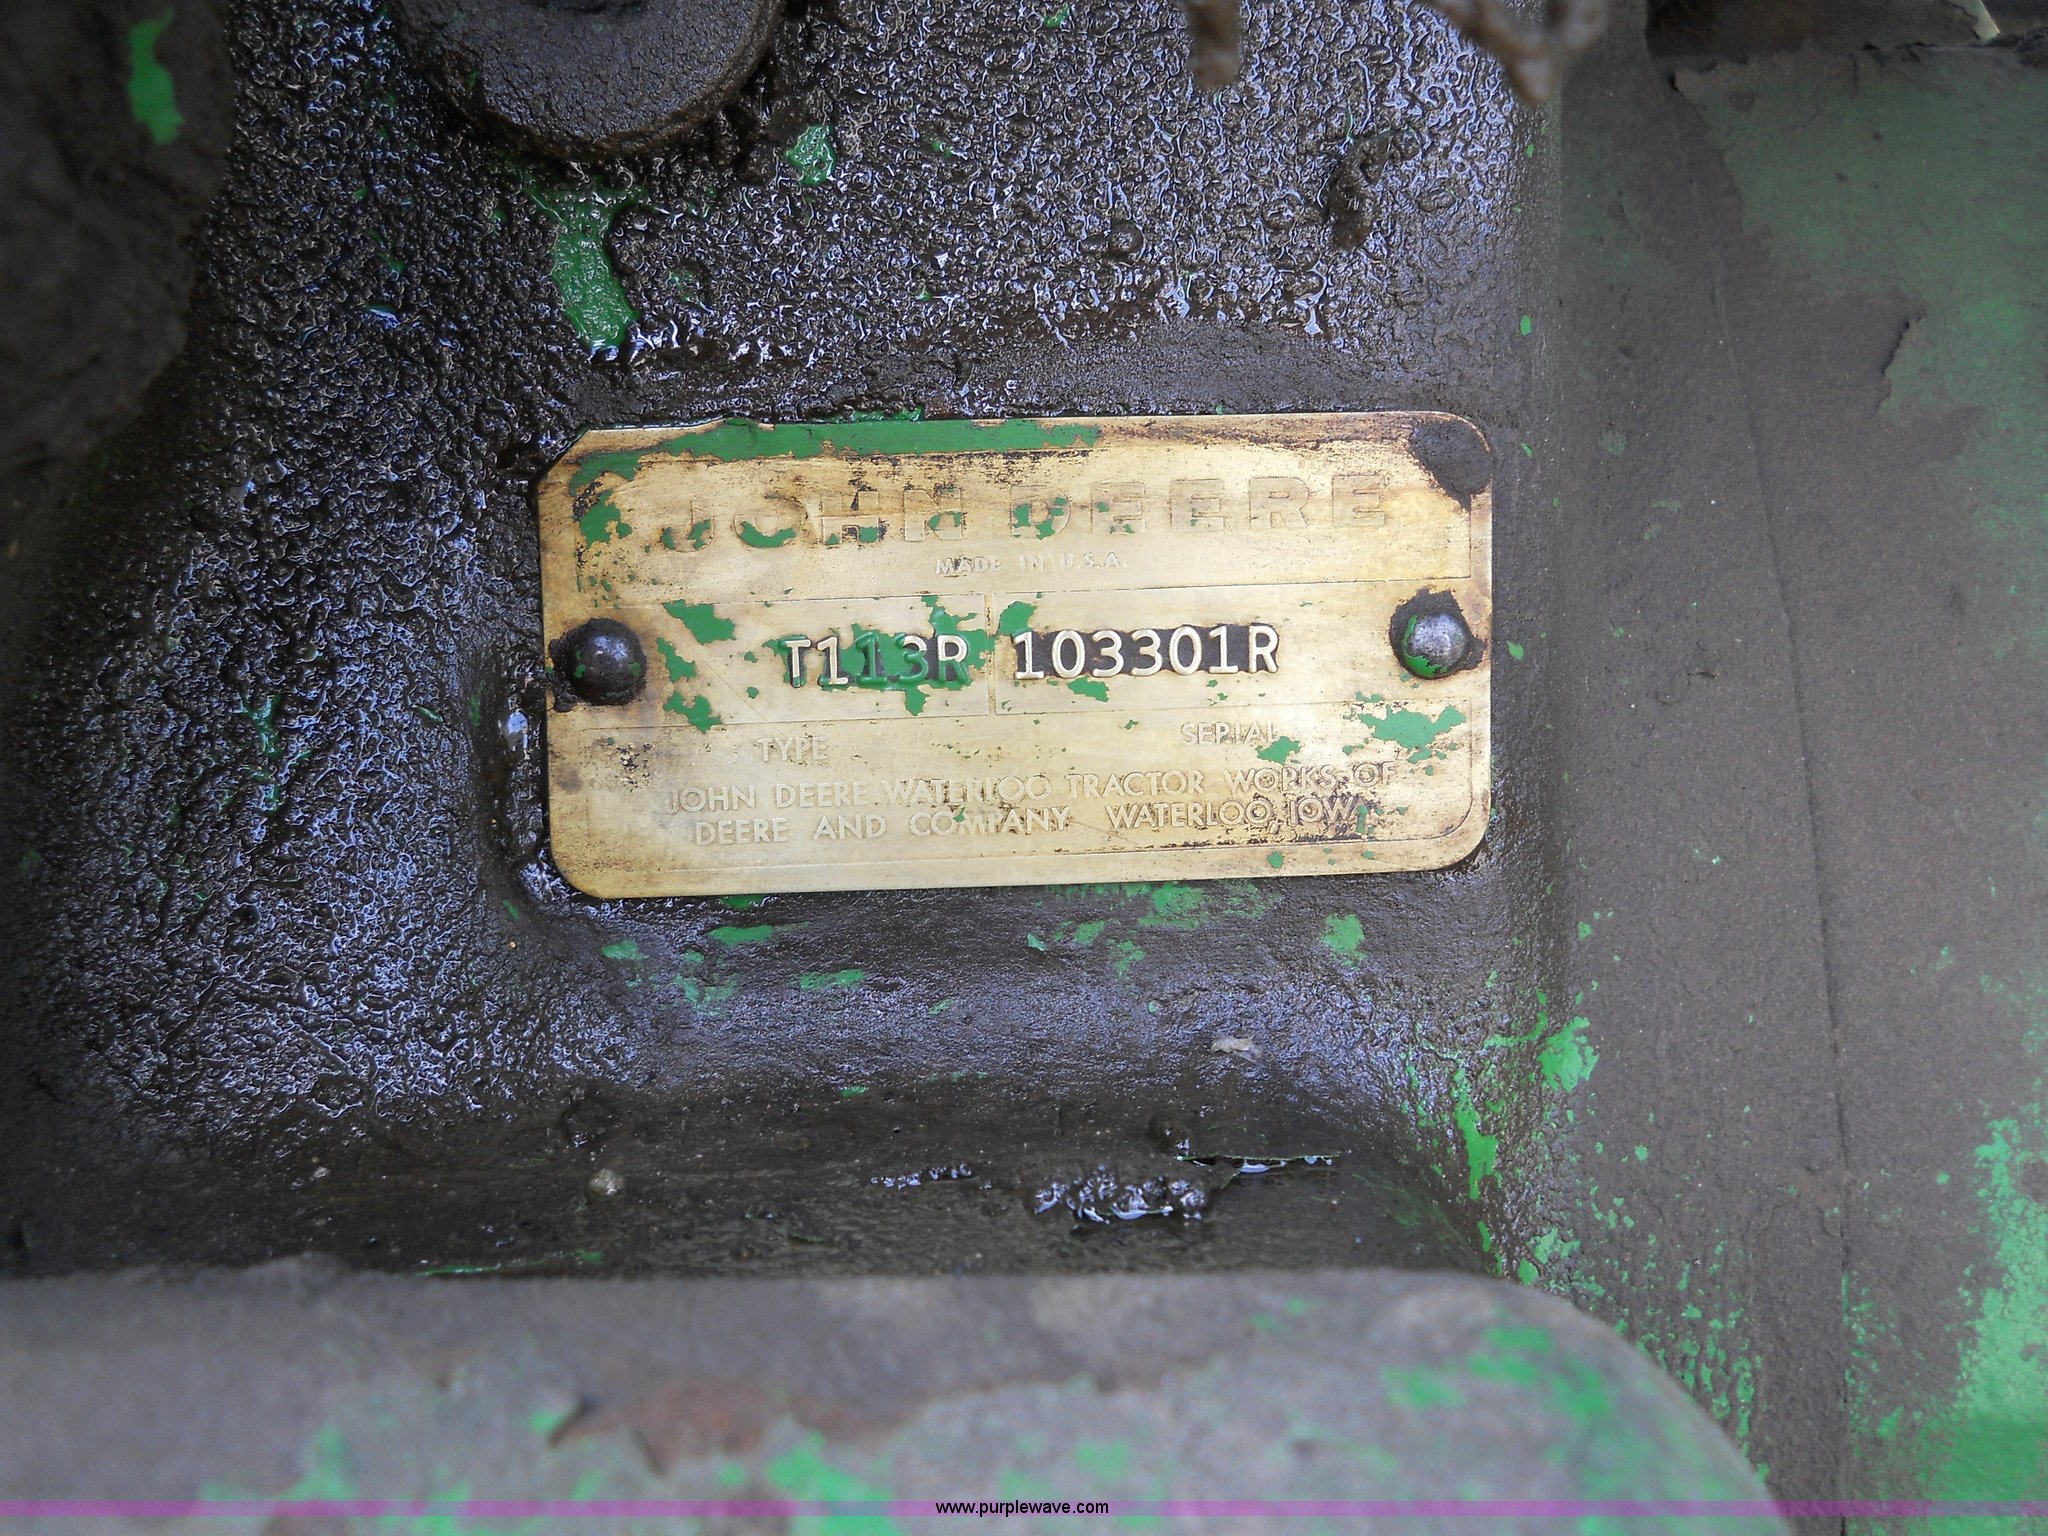 JOHN DEERE
MADE IN U.S.A.
T113R 103301R
TYPE SERIAL
JOHN DEERE WATERLOO TRACTOR WORKS OF
DEERE AND COMPANY WATERLOO IOWA
www.purplewave.com